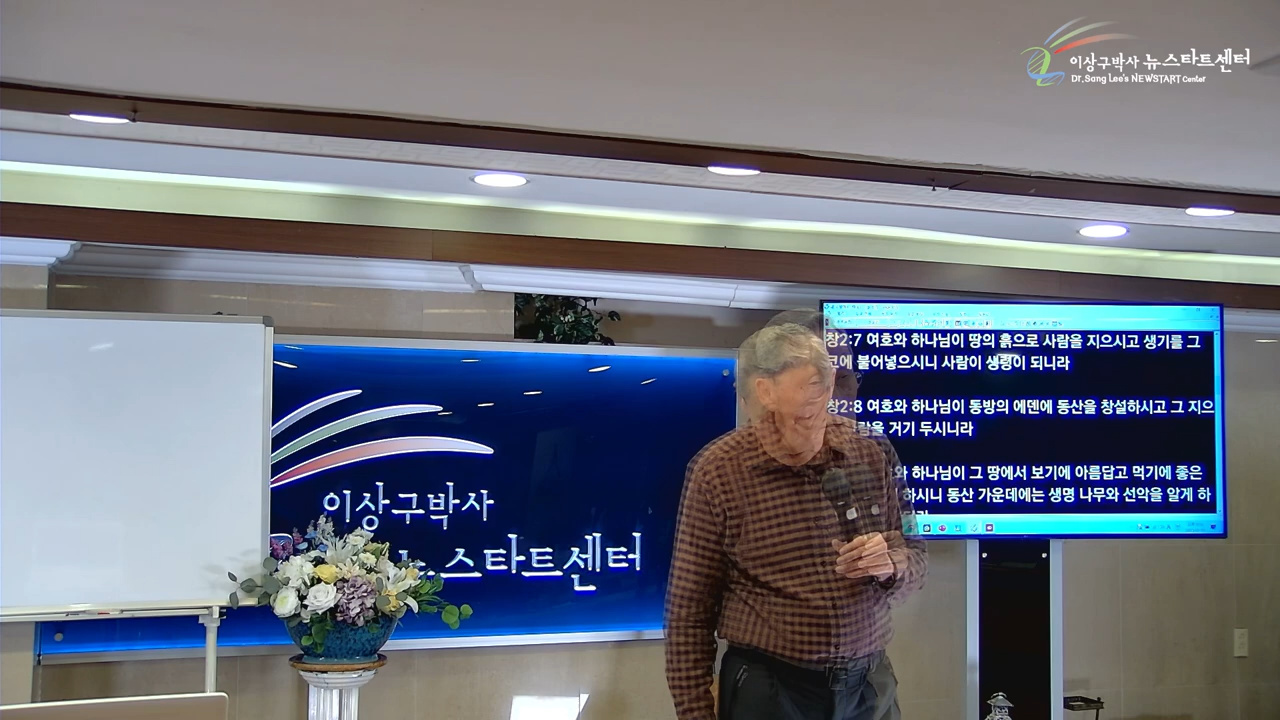 이상구박사 뉴스타트센터
Dr. Sang Lee's NEWSTART Center
창2:7 여호와 하나님이 땅의 흙으로 사람을 지으시고 생기를 그
코에 불어넣으시니 사람이 생령이 되니라
창2:8 여호와 하나님이 동방의 에덴에 동산을 창설하시고 그 지으
거기 두시니라
하나님이 그 땅에서 보기에 아름답고 먹기에 좋은
하시니 동산 가운데에는 생명 나무와 선악을 알게 하
이상구박사
뉴스타트센터